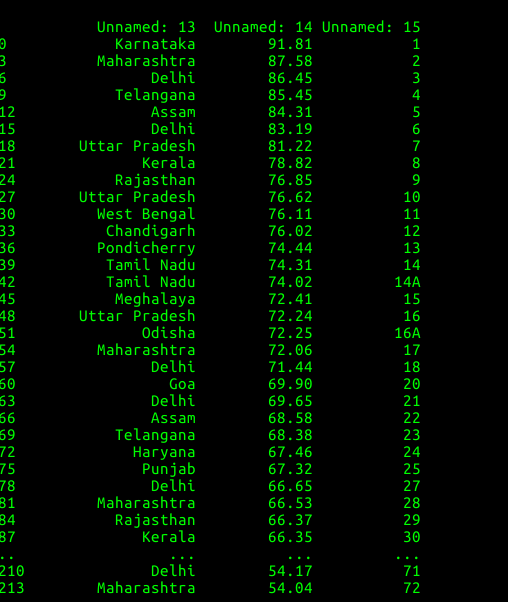 Unnamed: 13 Unnamed: 14 Unnamed: 15
0 Karnataka 91.81 1
3 Maharashtra 87.58 2
6 Delhi 86.45 3
9 Telangana 85.45 4
12 Assam 84.31 5
15 Delhi 83.19 6
18 Uttar Pradesh 81.22 7
21 Kerala 78.82 8
24 Rajasthan 76.85 9
27 Uttar Pradesh 76.62 10
30 West Bengal 76.11 11
33 Chandigarh 76.02 12
36 Pondicherry 74.44 13
39 Tamil Nadu 74.31 14
42 Tamil Nadu 74.02 14A
45 Meghalaya 72.41 15
48 Uttar Pradesh 72.24 16
51 Odisha 72.25 16A
54 Maharashtra 72.06 17
57 Delhi 71.44 18
60 Goa 69.90 20
63 Delhi 69.65 21
66 Assam 68.58 22
69 Telangana 68.38 23
72 Haryana 67.46 24
75 Punjab 67.32 25
78 Delhi 66.65 27
81 Maharashtra 66.53 28
84 Rajasthan 66.37 29
87 Kerala 66.35 30
.. ... ... ...
210 Delhi 54.17 71
213 Maharashtra 54.04 72